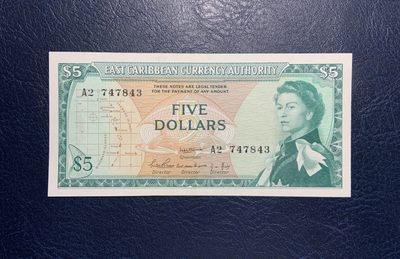 $5 EAST CARIBBEAN CURRENCY AUTHORITY $5
THESE NOTES ARE LEGAL TENDER
FOR THE PAYMENT OF ANY AMOUNT
A2 747843
FIVE
DOLLARS
A2 747843
Director Director Director
$5